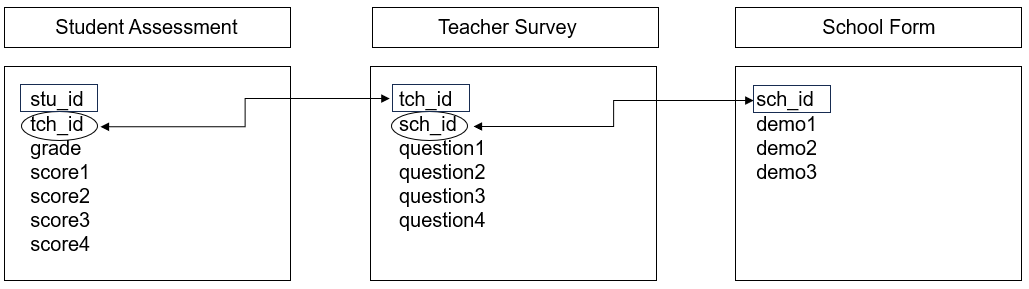 Student Assessment
Teacher Survey
School Form
stu_id
tch_id
grade
score1
score2
score3
score4
tch_id
sch_id
question1
question2
question3
question4
sch_id
demo1
demo2
demo3